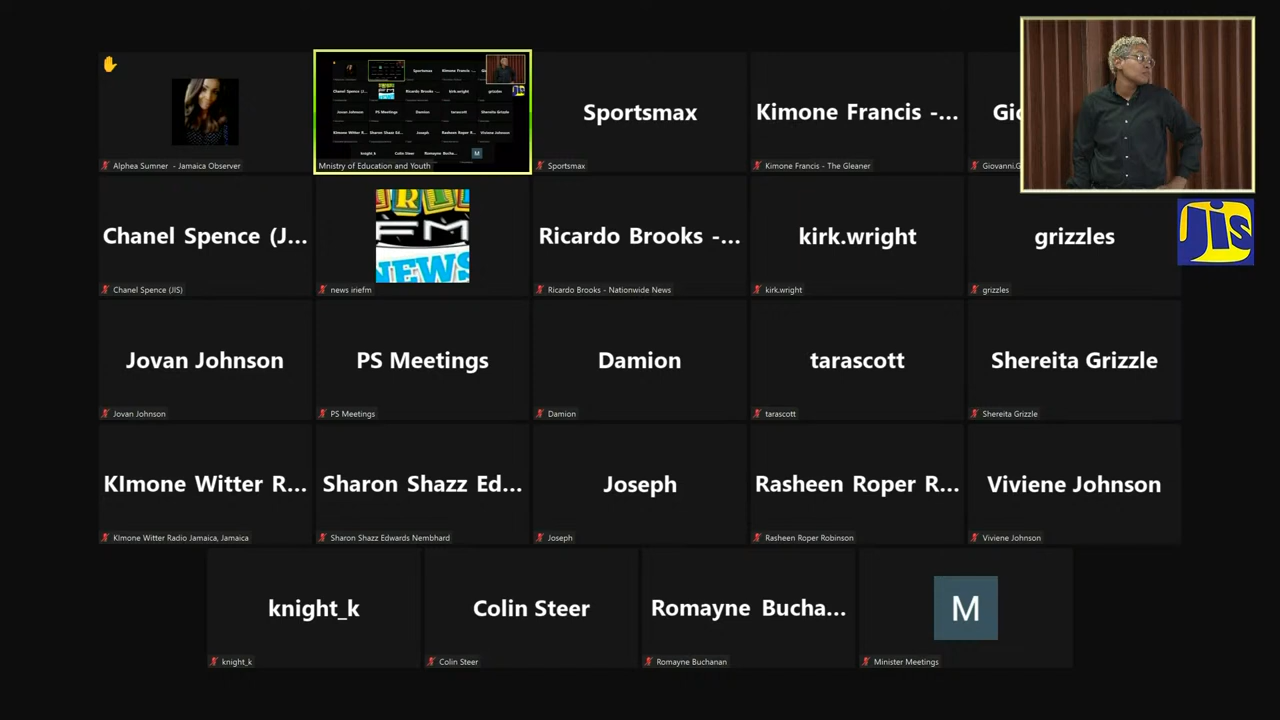 Alphea Sumner - Jamaica Observer
Sportsmax
Kimone Francis - ...
Gio
Chanel Spence (J...
Ricardo Brooks - ...
kirk.wright
grizzles
Jovan Johnson
PS Meetings
Damion
tarascott
Shereita Grizzle
KImone Witter R...
Sharon Shazz Ed...
Joseph
Rasheen Roper R...
Viviene Johnson
knight_k
Colin Steer
Romayne Bucha...
M
Ministry of Education and Youth
Sportsmax
Kimone Francis - The Gleaner
Giovanni.G
FM
NEWS
JIS
Chanel Spence (JIS)
news iriefm
Ricardo Brooks - Nationwide News
kirk.wright
grizzles
Jovan Johnson
PS Meetings
Damion
tarascott
Shereita Grizzle
KImone Witter Radio Jamaica, Jamaica
Sharon Shazz Edwards Nembhard
Joseph
Rasheen Roper Robinson
Viviene Johnson
knight_k
Colin Steer
Romayne Buchanan
Minister Meetings